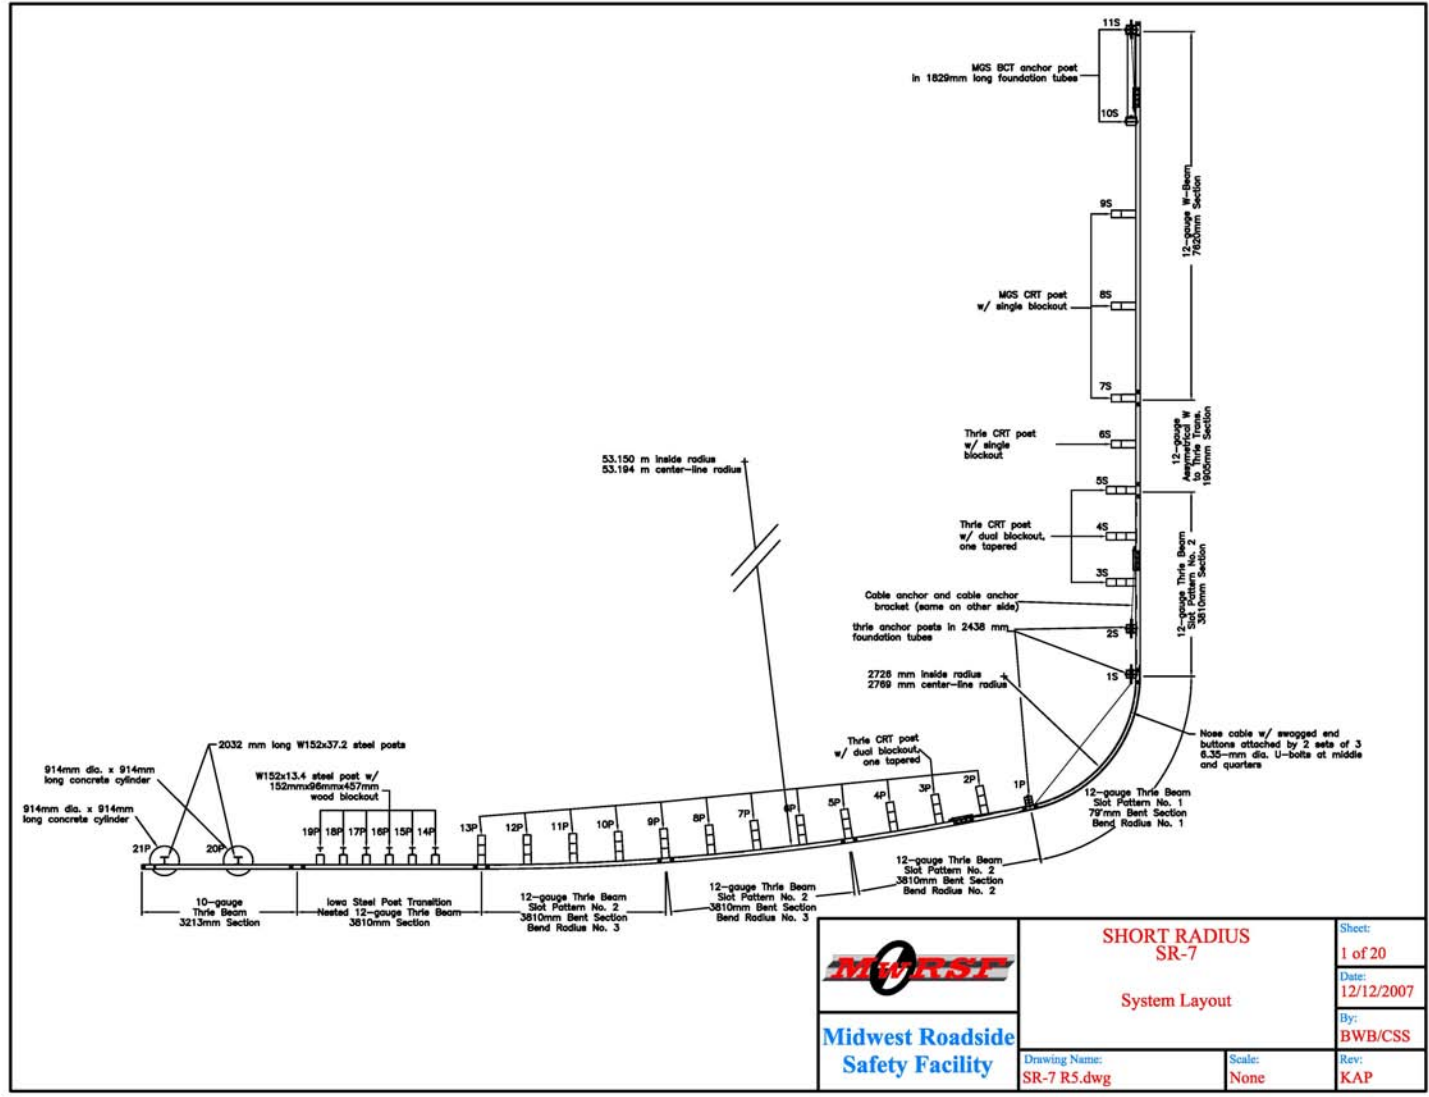 11S
MGS BCT anchor post
in 1829mm long foundation tubes
10S
12-gauge W-Beam
7620mm Section
9S
MGS CRT post
w/ single blockout
8S
7S
12-gauge
Assymetrical W
to Thrie Trans.
1905mm Section
Thrie CRT post
w/ single
blockout
6S
53.150 m inside radius
53.194 m center-line radius
5S
Thrie CRT post
w/ dual blockout,
one tapered
4S
12-gauge Thrie Beam
Slot Pattern No. 2
3810mm Section
3S
Cable anchor and cable anchor
bracket (same on other side)
thrie anchor posts in 2438 mm
foundation tubes
2S
2726 mm inside radius
2769 mm center-line radius
1S
Nose cable w/ swagged end
buttons attached by 2 sets of 3
6.35-mm dia. U-bolts at middle
and quarters
2032 mm long W152x37.2 steel posts
Thrie CRT post
w/ dual blockout,
one tapered
914mm dia. x 914mm
long concrete cylinder
W152x13.4 steel post w/
152mmx96mmx457mm
wood blockout
914mm dia. x 914mm
long concrete cylinder
21P
20P
19P
18P
17P
16P
15P
14P
13P
12P
11P
10P
9P
8P
7P
6P
5P
4P
3P
2P
1P
12-gauge Thrie Beam
Slot Pattern No. 1
79"mm Bent Section
Bend Radius No. 1
10-gauge
Thrie Beam
3213mm Section
Iowa Steel Post Transition
Nested 12-gauge Thrie Beam
3810mm Section
12-gauge Thrie Beam
Slot Pattern No. 2
3810mm Bent Section
Bend Radius No. 3
12-gauge Thrie Beam
Slot Pattern No. 2
3810mm Bent Section
Bend Radius No. 3
12-gauge Thrie Beam
Slot Pattern No. 2
3810mm Bent Section
Bend Radius No. 2
MwRSF
Midwest Roadside
Safety Facility
SHORT RADIUS
SR-7
System Layout
Sheet:
1 of 20
Date:
12/12/2007
By:
BWB/CSS
Drawing Name:
SR-7 R5.dwg
Scale:
None
Rev:
KAP